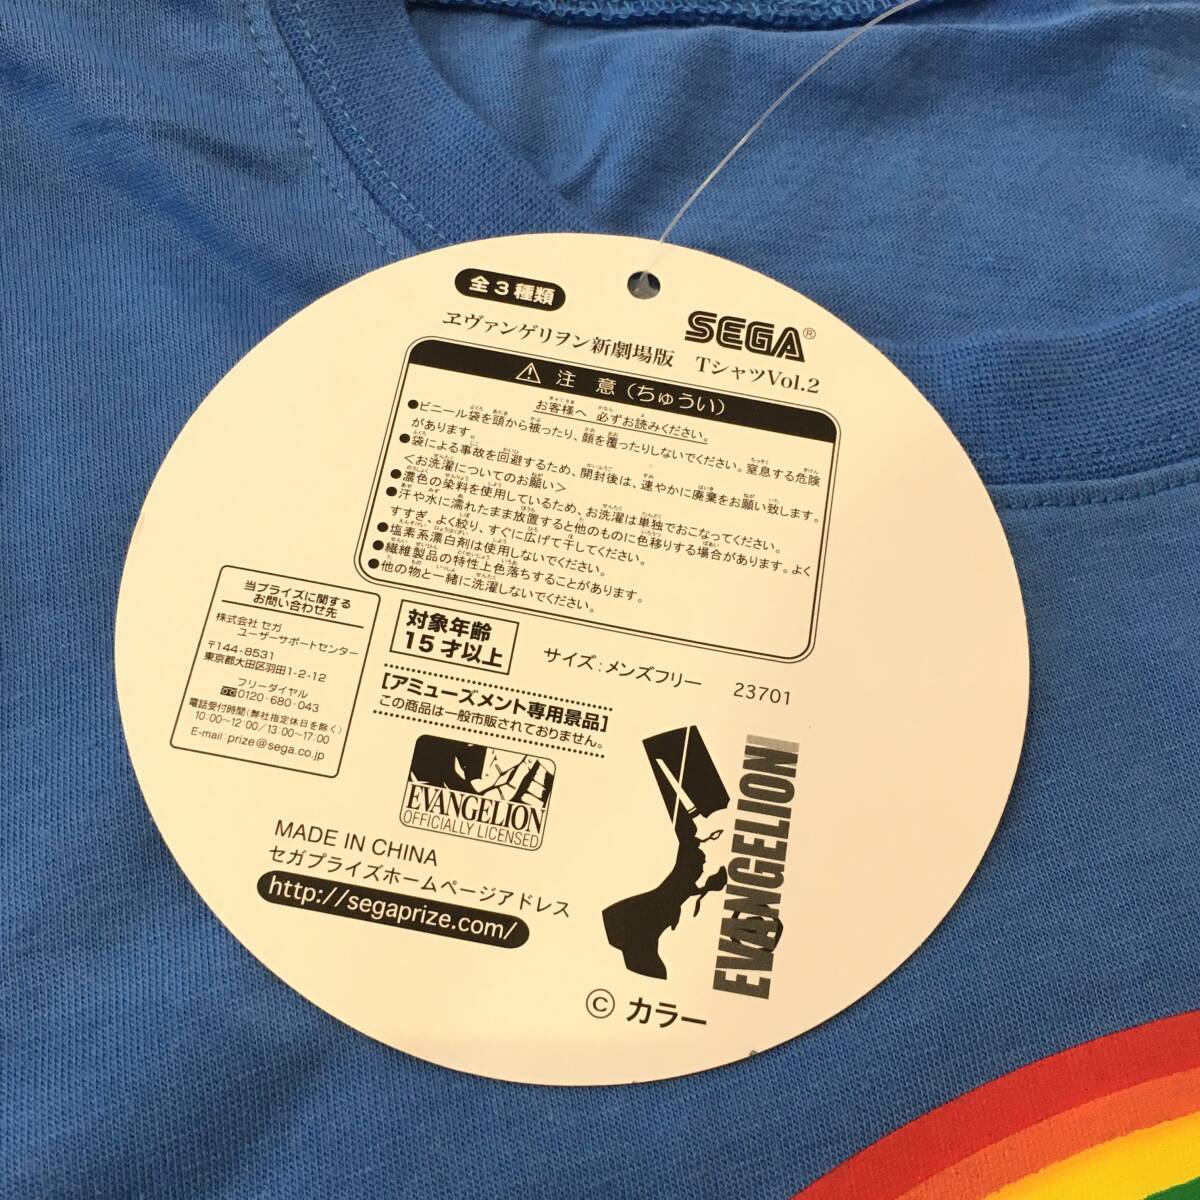 全3種類
SEGA®
ヱヴァンゲリヲン新劇場版 TシャツVol.2
注意(ちゅうい)
お客様へ 必ずお読みください。
●ビニール袋を頭から被ったり、顔を覆ったりしないでください。窒息する危険
があります。
●袋による事故を回避するため、開封後は、速やかに廃棄をお願い致します。
＜お洗濯についてのお願い＞
●濃色の染料を使用しているため、お洗濯は単独でおこなってください。
●汗や水に濡れたまま放置すると他のものに色移りする場合があります。よく
すすぎ、よく絞り、すぐに広げて干してください。
●塩素系漂白剤は使用しないでください。
●繊維製品の特性上色落ちすることがあります。
●他の物と一緒に洗濯しないでください。
当プライズに関する
お問い合わせ先
株式会社 セガ
ユーザーサポートセンター
〒144-8531
東京都大田区羽田1-2-12
フリーダイヤル
0120-680-043
電話受付時間(弊社指定休日を除く)
10:00〜12:00/13:00〜17:00
E-mail:prize@sega.co.jp
対象年齢
15才以上
サイズ:メンズフリー 23701
[アミューズメント専用景品]
この商品は一般市販されておりません。
EVANGELION
OFFICIALLY LICENSED
EVANGELION
MADE IN CHINA
セガプライズホームページアドレス
http://segaprize.com/
© カラー